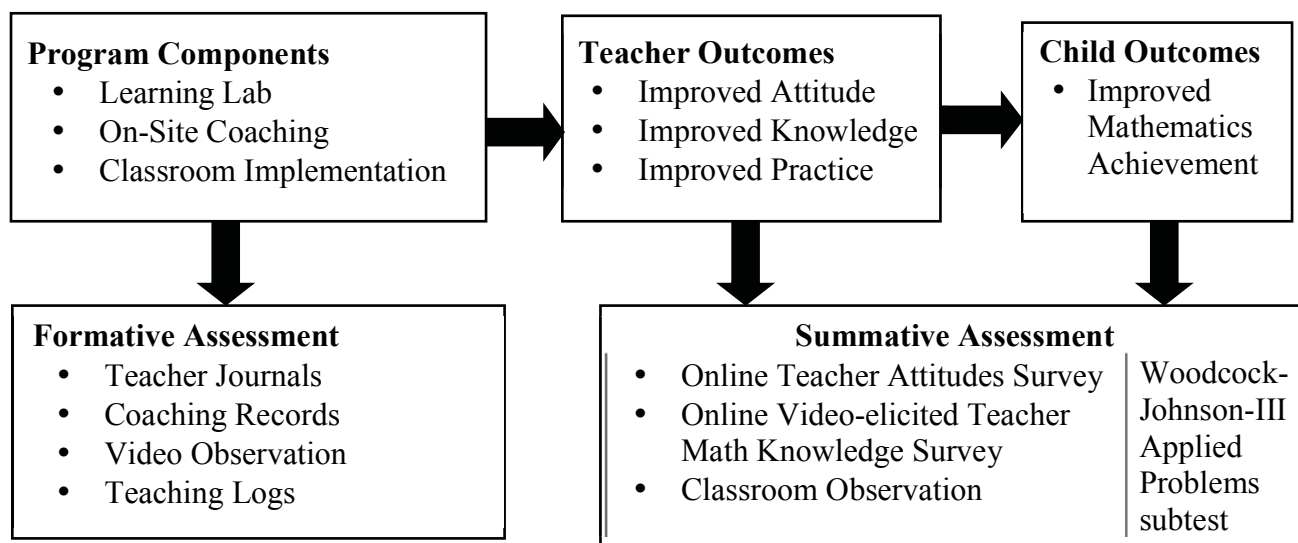 Program Components
• Learning Lab
• On-Site Coaching
• Classroom Implementation
Teacher Outcomes
• Improved Attitude
• Improved Knowledge
• Improved Practice
Child Outcomes
• Improved
Mathematics
Achievement
Formative Assessment
• Teacher Journals
• Coaching Records
• Video Observation
• Teaching Logs
Summative Assessment
• Online Teacher Attitudes Survey
• Online Video-elicited Teacher
Math Knowledge Survey
• Classroom Observation
Woodcock-
Johnson-III
Applied
Problems
subtest